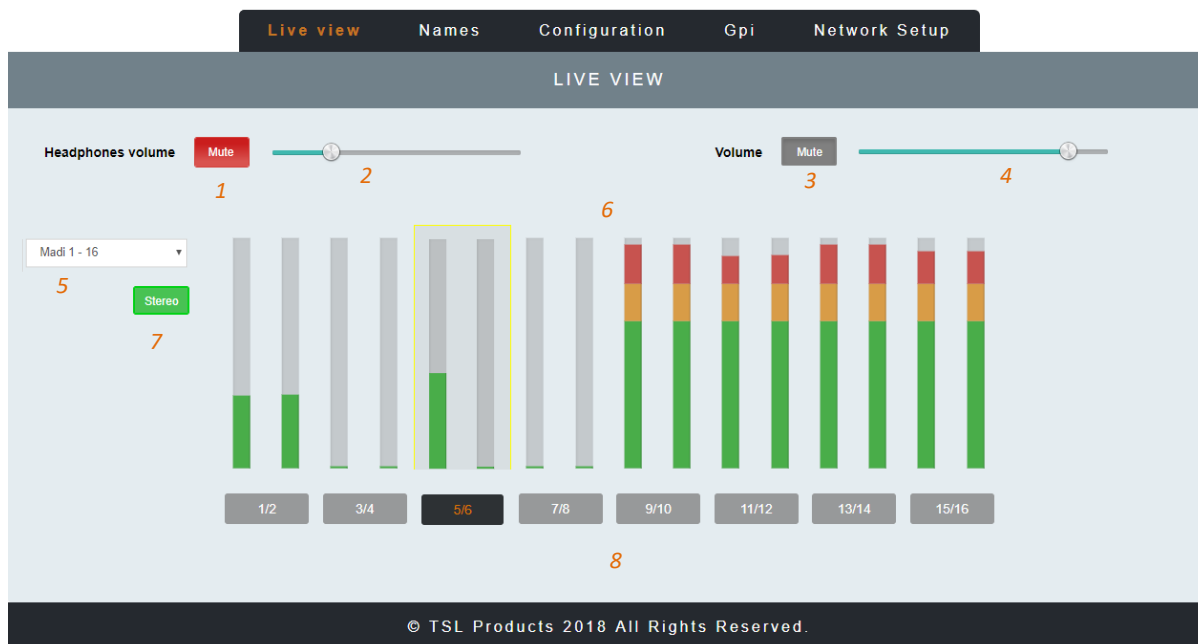 Live view Names Configuration Gpi Network Setup
LIVE VIEW
Headphones volume Mute Volume Mute
1 2 3 4
6
Madi 1 - 16
5
Stereo
7
1/2 3/4 5/6 7/8 9/10 11/12 13/14 15/16
8
© TSL Products 2018 All Rights Reserved.